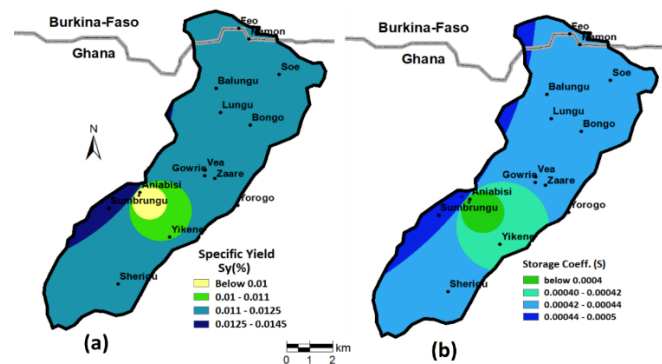 Burkina-Faso
Ghana
Feo
Namon
Soe
Balungu
Lungu
Bongo
N
Vea
Gowrie
Zaare
Aniabisi
Sumbrungu
Yorogo
Yikene
Sherigu
Specific Yield
Sy(%)
Below 0.01
0.01 - 0.011
0.011 - 0.0125
0.0125 - 0.0145
(a)
0 1 2
km
Burkina-Faso
Ghana
Feo
Namon
Soe
Balungu
Lungu
Bongo
Vea
Gowrie
Zaare
Aniabisi
Sumbrungu
Yorogo
Yikene
Sherigu
Storage Coeff. (S)
below 0.0004
0.00040 - 0.00042
0.00042 - 0.00044
0.00044 - 0.0005
(b)